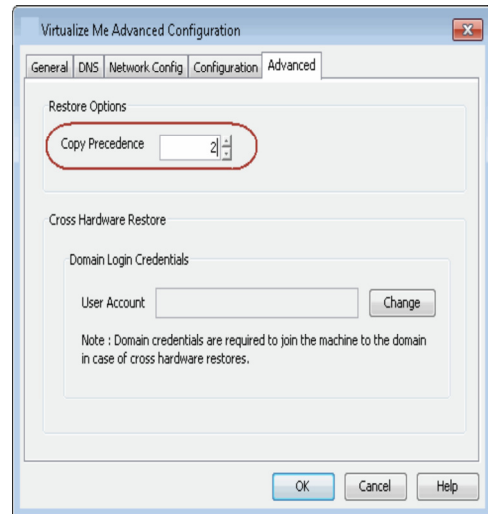 Virtualize Me Advanced Configuration
General DNS Network Config Configuration Advanced
Restore Options
Copy Precedence 2
Cross Hardware Restore
Domain Login Credentials
User Account Change
Note : Domain credentials are required to join the machine to the domain
in case of cross hardware restores.
OK Cancel Help